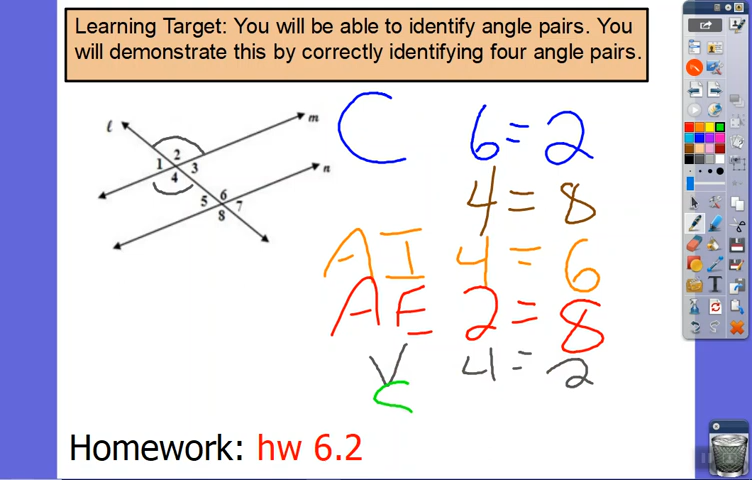 Learning Target: You will be able to identify angle pairs. You
will demonstrate this by correctly identifying four angle pairs.
l
m
n
1 2 3
4
5 6 7
8
C 6=2
4=8
AI 4=6
AE 2=8
V 4=2
C
Homework: hw 6.2
T